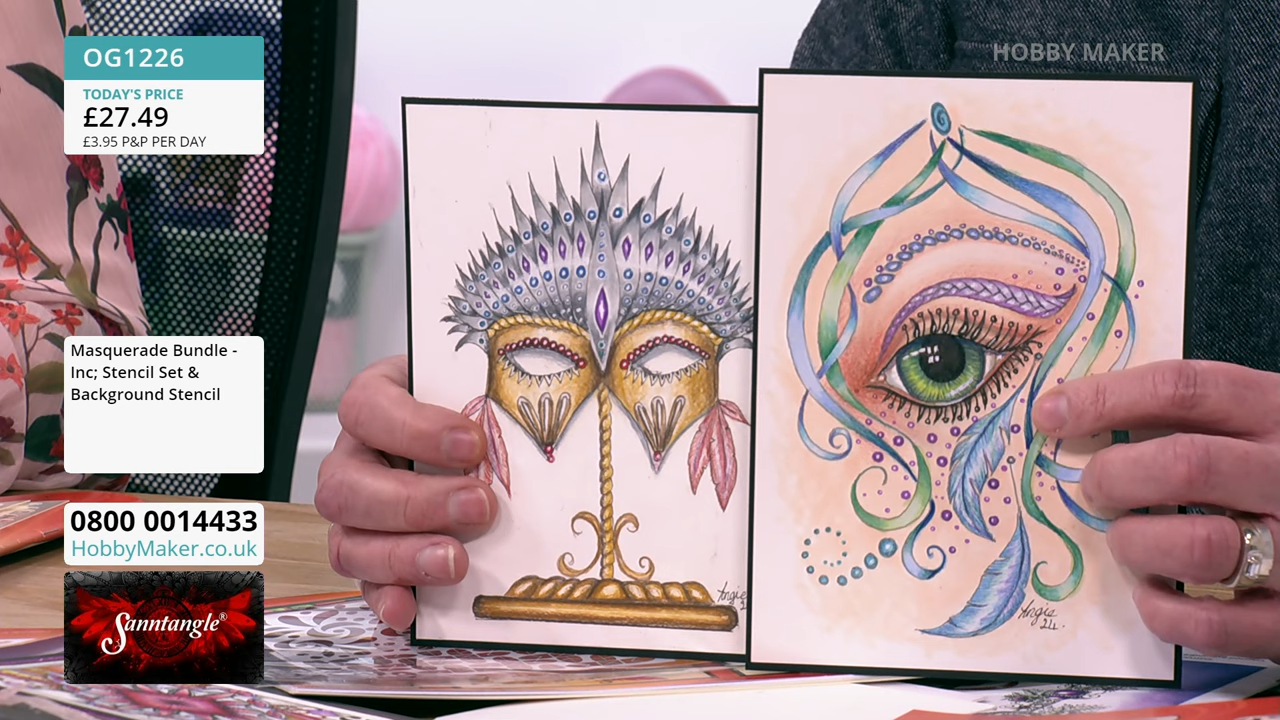 OG1226
TODAY'S PRICE
£27.49
£3.95 P&P PER DAY
Masquerade Bundle -
Inc; Stencil Set &
Background Stencil
0800 0014433
HobbyMaker.co.uk
Sanntangle®
HOBBY MAKER
Angie
Angie
24.